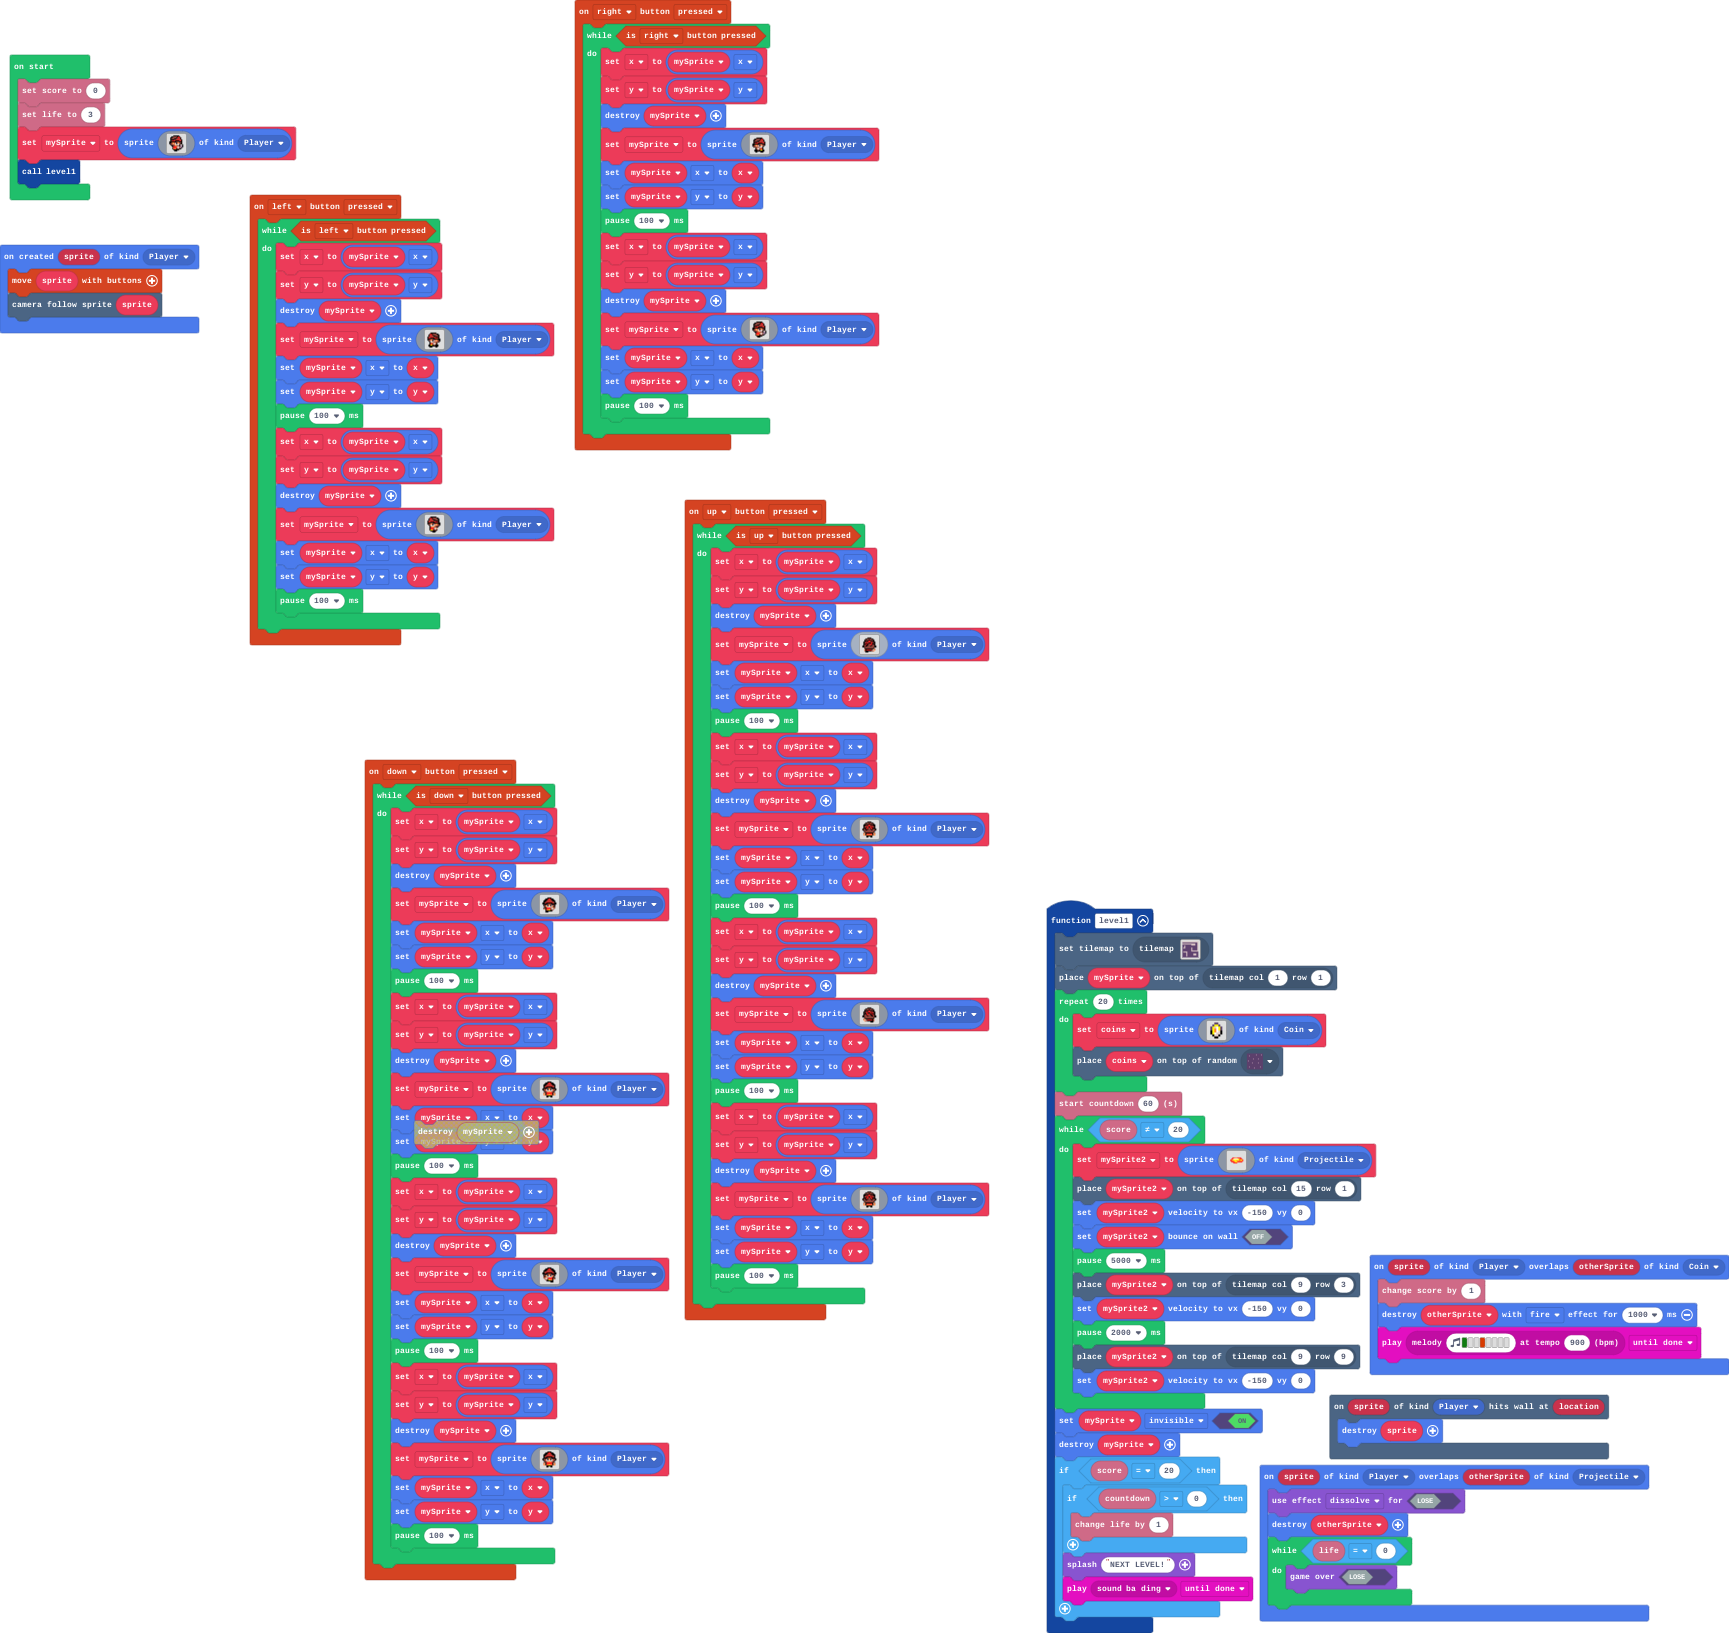 on start
set score to 0
set life to 3
set mySprite to sprite of kind Player
call level1
on created sprite of kind Player
move sprite with buttons
camera follow sprite sprite
on left button pressed
while is left button pressed
do
set x to mySprite x
set y to mySprite y
destroy mySprite
set mySprite to sprite of kind Player
set mySprite x to x
set mySprite y to y
pause 100 ms
set x to mySprite x
set y to mySprite y
destroy mySprite
set mySprite to sprite of kind Player
set mySprite x to x
set mySprite y to y
pause 100 ms
on right button pressed
while is right button pressed
do
set x to mySprite x
set y to mySprite y
destroy mySprite
set mySprite to sprite of kind Player
set mySprite x to x
set mySprite y to y
pause 100 ms
set x to mySprite x
set y to mySprite y
destroy mySprite
set mySprite to sprite of kind Player
set mySprite x to x
set mySprite y to y
pause 100 ms
on up button pressed
while is up button pressed
do
set x to mySprite x
set y to mySprite y
destroy mySprite
set mySprite to sprite of kind Player
set mySprite x to x
set mySprite y to y
pause 100 ms
set x to mySprite x
set y to mySprite y
destroy mySprite
set mySprite to sprite of kind Player
set mySprite x to x
set mySprite y to y
pause 100 ms
set x to mySprite x
set y to mySprite y
destroy mySprite
set mySprite to sprite of kind Player
set mySprite x to x
set mySprite y to y
pause 100 ms
set x to mySprite x
set y to mySprite y
destroy mySprite
set mySprite to sprite of kind Player
set mySprite x to x
set mySprite y to y
pause 100 ms
on down button pressed
while is down button pressed
do
set x to mySprite x
set y to mySprite y
destroy mySprite
set mySprite to sprite of kind Player
set mySprite x to x
set mySprite y to y
pause 100 ms
set x to mySprite x
set y to mySprite y
destroy mySprite
set mySprite to sprite of kind Player
set mySprite x to x
destroy mySprite
set mySprite y to y
pause 100 ms
set x to mySprite x
set y to mySprite y
destroy mySprite
set mySprite to sprite of kind Player
set mySprite x to x
set mySprite y to y
pause 100 ms
set x to mySprite x
set y to mySprite y
destroy mySprite
set mySprite to sprite of kind Player
set mySprite x to x
set mySprite y to y
pause 100 ms
function level1
set tilemap to tilemap
place mySprite on top of tilemap col 1 row 1
repeat 20 times
do
set coins to sprite of kind Coin
place coins on top of random
start countdown 60 (s)
while score ≠ 20
do
set mySprite2 to sprite of kind Projectile
place mySprite2 on top of tilemap col 15 row 1
set mySprite2 velocity to vx -150 vy 0
set mySprite2 bounce on wall OFF
pause 5000 ms
place mySprite2 on top of tilemap col 9 row 3
set mySprite2 velocity to vx -150 vy 0
pause 2000 ms
place mySprite2 on top of tilemap col 9 row 9
set mySprite2 velocity to vx -150 vy 0
set mySprite invisible ON
destroy mySprite
if score = 20 then
if countdown > 0 then
change life by 1
splash "NEXT LEVEL!"
play sound ba ding until done
on sprite of kind Player overlaps otherSprite of kind Coin
change score by 1
destroy otherSprite with fire effect for 1000 ms
play melody at tempo 900 (bpm) until done
on sprite of kind Player hits wall at location
destroy sprite
on sprite of kind Player overlaps otherSprite of kind Projectile
use effect dissolve for LOSE
destroy otherSprite
while life = 0
do
game over LOSE